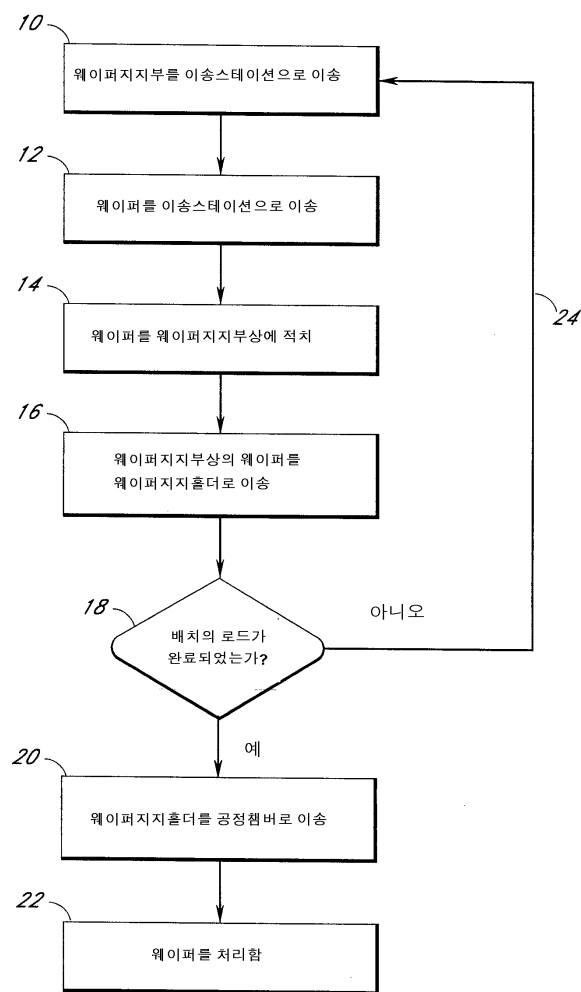 10
웨이퍼지지부를 이송스테이션으로 이송
12
웨이퍼를 이송스테이션으로 이송
14
웨이퍼를 웨이퍼지지부상에 적치
24
16
웨이퍼지지부상의 웨이퍼를
웨이퍼지지홀더로 이송
18
배치의 로드가
완료되었는가?
아니오
예
20
웨이퍼지지홀더를 공정챔버로 이송
22
웨이퍼를 처리함